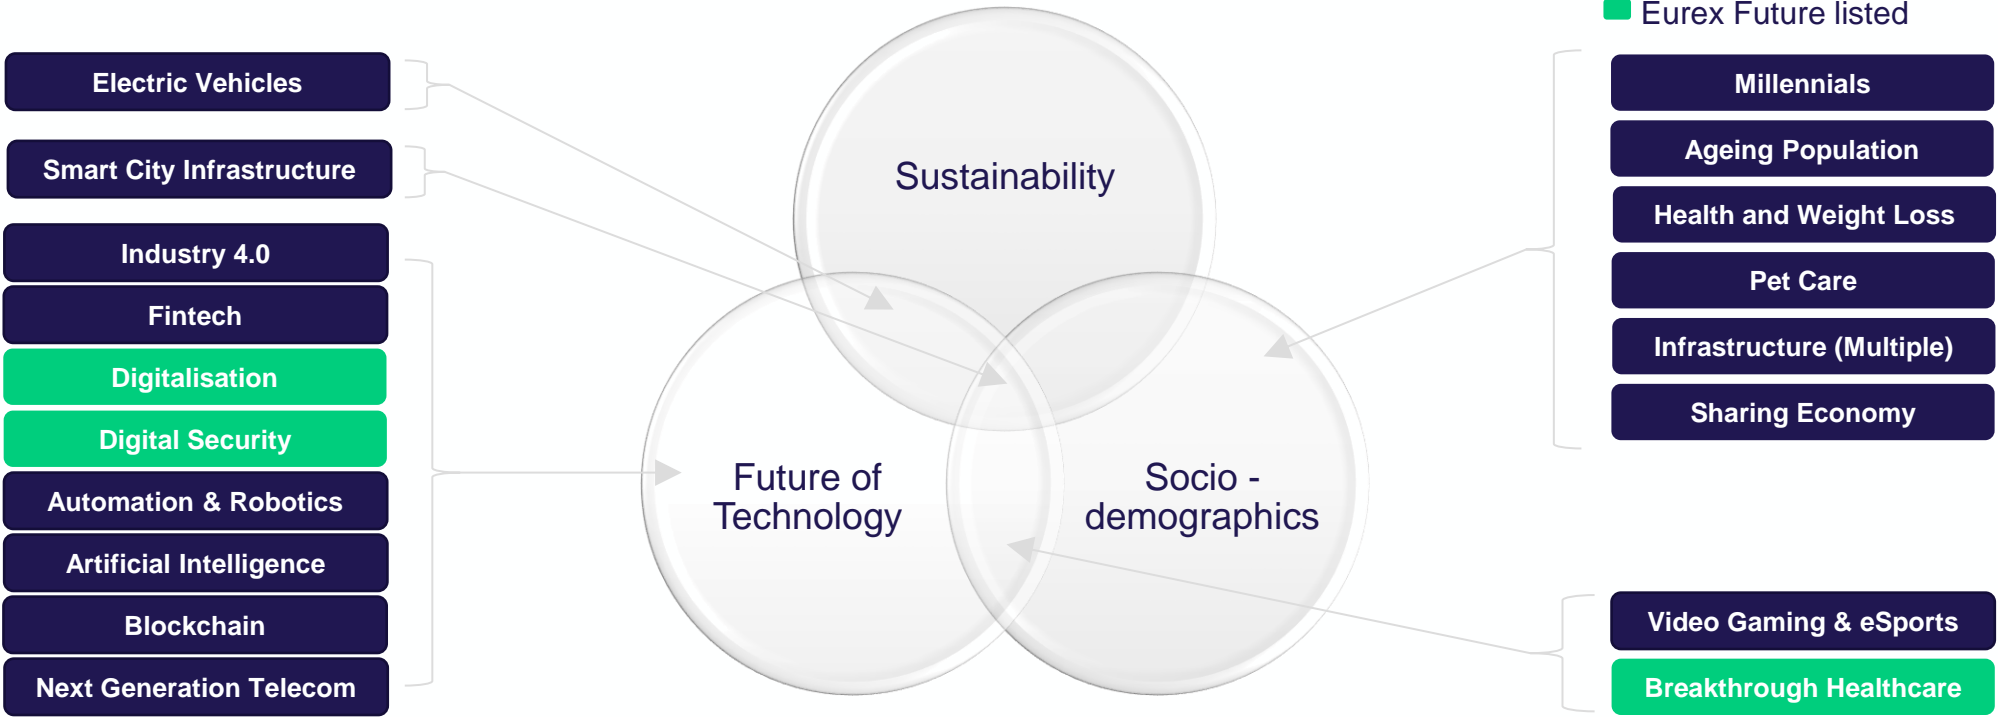 Eurex Future listed
Electric Vehicles
Smart City Infrastructure
Industry 4.0
Fintech
Digitalisation
Digital Security
Automation & Robotics
Artificial Intelligence
Blockchain
Next Generation Telecom
Sustainability
Future of
Technology
Socio -
demographics
Millennials
Ageing Population
Health and Weight Loss
Pet Care
Infrastructure (Multiple)
Sharing Economy
Video Gaming & eSports
Breakthrough Healthcare